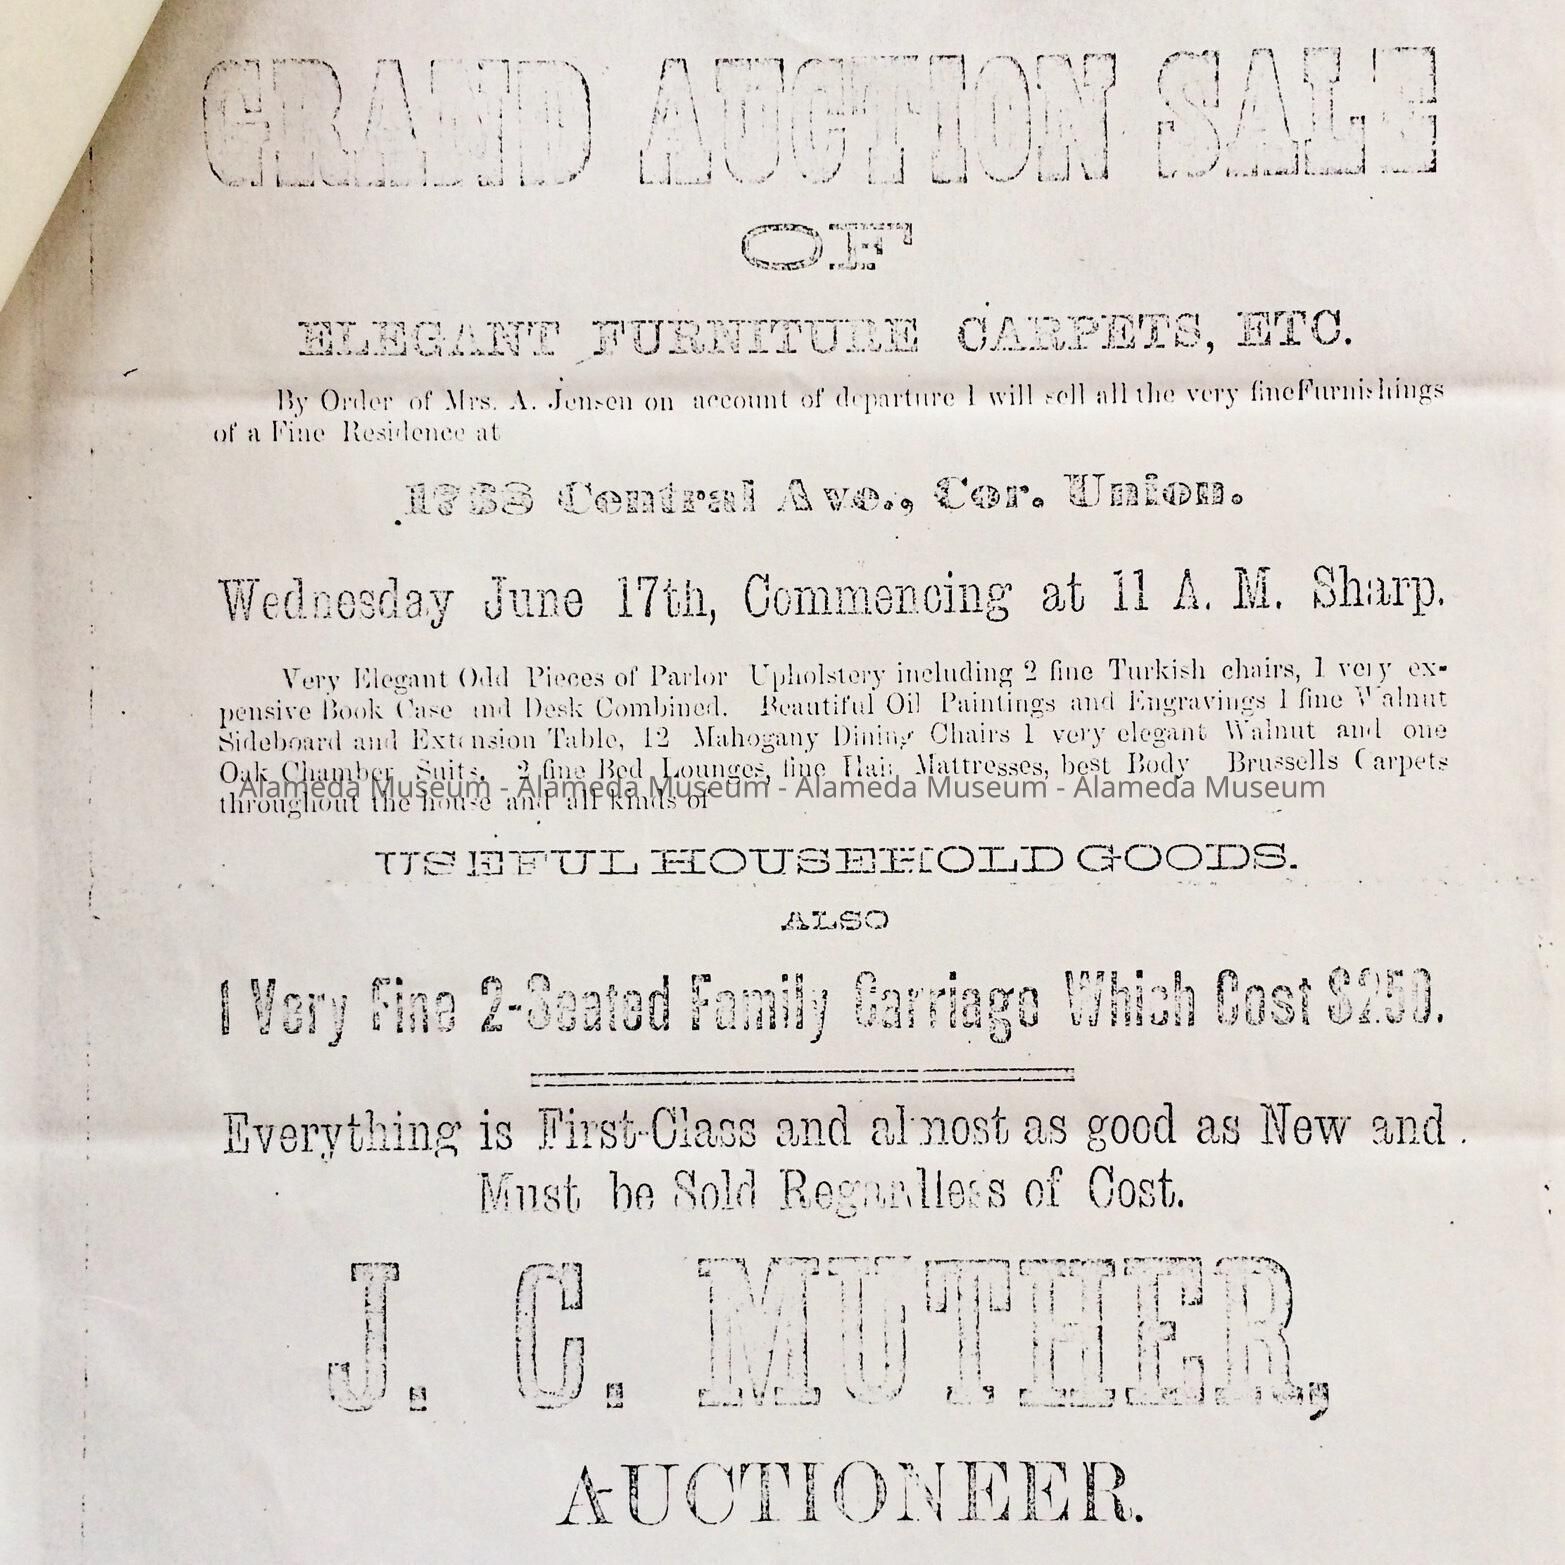 GRAND AUCTION SALE
OF
ELEGANT FURNITURE CARPETS, ETC.
By Order of Mrs. A. Jensen on account of departure I will sell all the very fineFurnishings
of a Fine Residence at
Central Ave., Cor. Union.
Wednesday June 17th, Commencing at 11 A. M. Sharp.
Very Elegant Odd Pieces of Parlor Upholstery including 2 fine Turkish chairs, 1 very ex-
pensive Book Case and Desk Combined. Beautiful Oil Paintings and Engravings 1 fine Walnut
Sideboard and Extension Table, 12 Mahogany Dining Chairs 1 very elegant Walnut and one
Oak Chamber Suits, 2 fine Bed Lounges, fine Hair Mattresses, best Body Brussells Carpets
Alameda Museum - Alameda Museum - Alameda Museum - Alameda Museum
throughout the house and all kinds of
USEFUL HOUSEHOLD GOODS.
ALSO
1 Very Fine 2-Seated Family Carriage Which Cost $250.
Everything is First-Class and almost as good as New and
Must be Sold Regardless of Cost.
J. C. MUTHER,
AUCTIONEER.